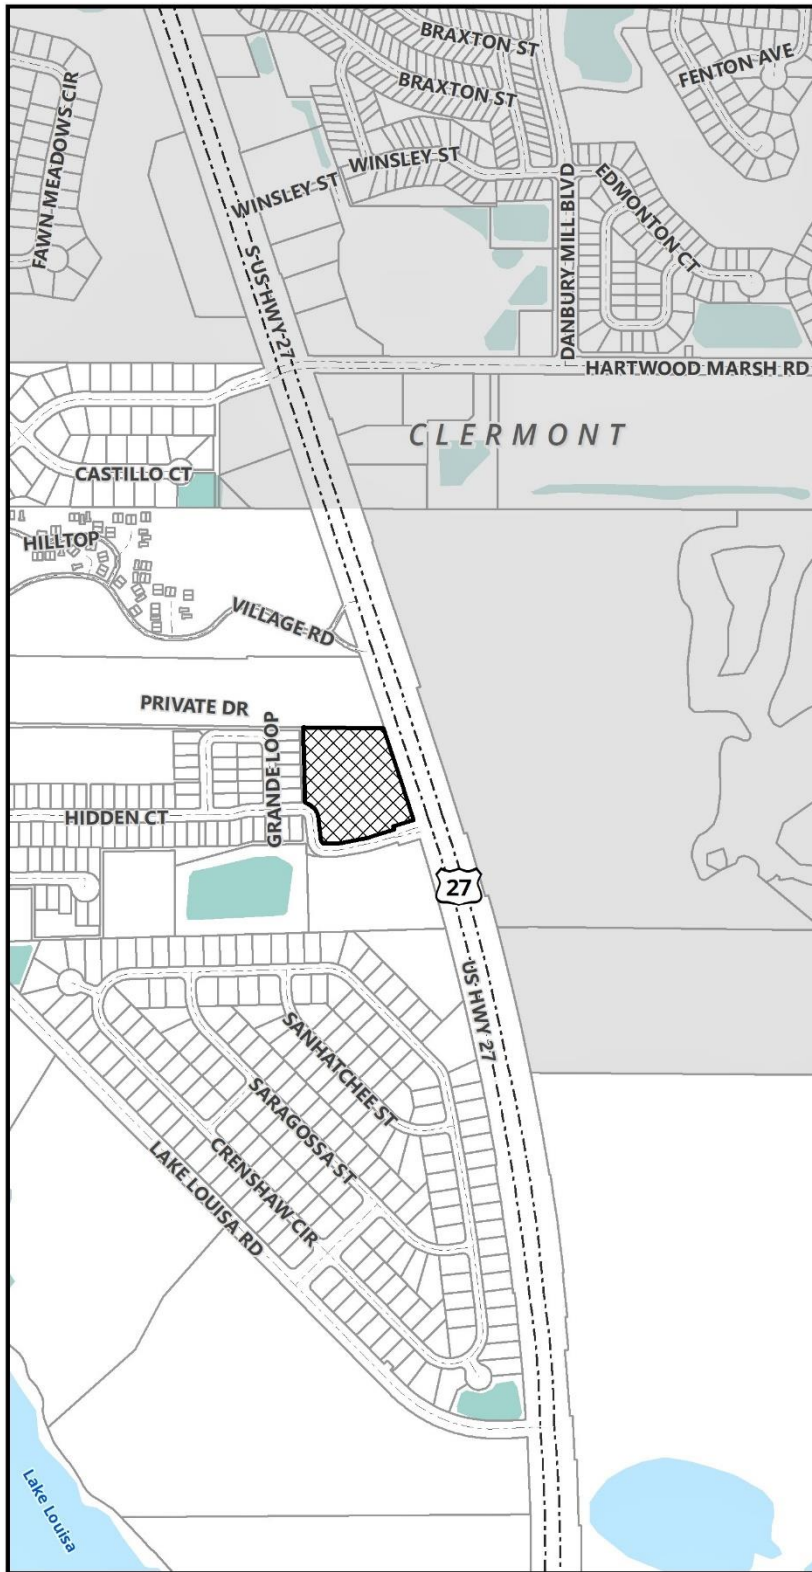 BRAXTON ST
FENTON AVE
BRAXTON ST
FAWN MEADOWS CIR
WINSLEY ST
WINSLEY ST
EDMONTON CT
DANBURY MILL BLVD
S US HWY 27
HARTWOOD MARSH RD
CLERMONT
CASTILLO CT
HILLTOP
VILLAGE RD
PRIVATE DR
GRANDE LOOP
HIDDEN CT
27
US HWY 27
SANHATCHEE ST
SARAGOSSA ST
CRENSHAW CIR
LAKE LOUISA RD
Lake Louisa